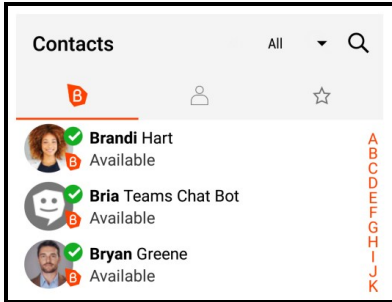 Contacts
All
B
Brandi Hart
B Available
Bria Teams Chat Bot
Available
Bryan Greene
B Available
A
B
C
D
E
F
G
H
I
J
K